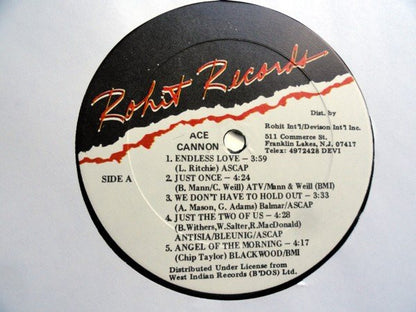 Rohit Records
Dist. by
Rohit Int'l/Devison Int'l Inc.
511 Commerce St.
Franklin Lakes, N.J, 07417
Telex: 4972428 DEVI
ACE
CANNON
SIDE A
1. ENDLESS LOVE — 3:59
(L. Ritchie) ASCAP
2. JUST ONCE — 4:24
(B. Mann/C. Weill) ATV/Mann & Weill (BMI)
3. WE DON'T HAVE TO HOLD OUT — 3:33
(A. Mason, G. Adams) Balmar/ASCAP
4. JUST THE TWO OF US — 4:28
(B.Withers,W.Salter,R.MacDonald)
ANTISIA/BLEUNIG/ASCAP
5. ANGEL OF THE MORNING — 4:17
(Chip Taylor) BLACKWOOD/BMI
Distributed Under License from
West Indian Records (B'DOS) Ltd.